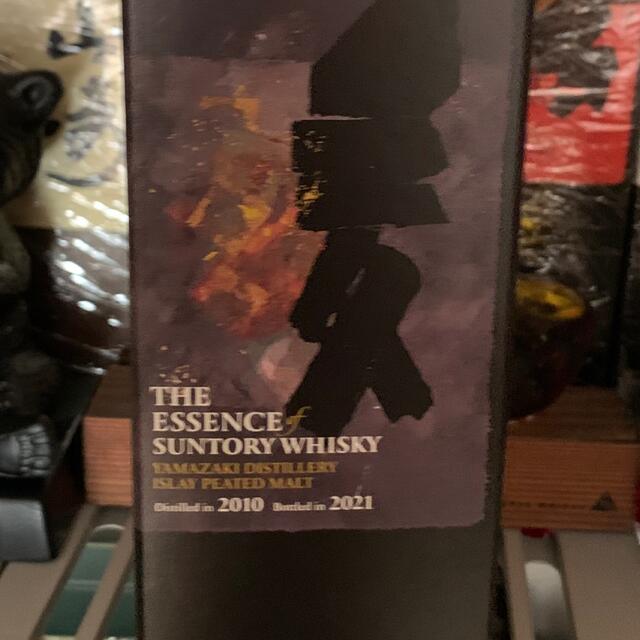 THE
ESSENCE of
SUNTORY WHISKY
YAMAZAKI DISTILLERY
ISLAY PEATED MALT
Distilled in 2010 Bottled in 2021